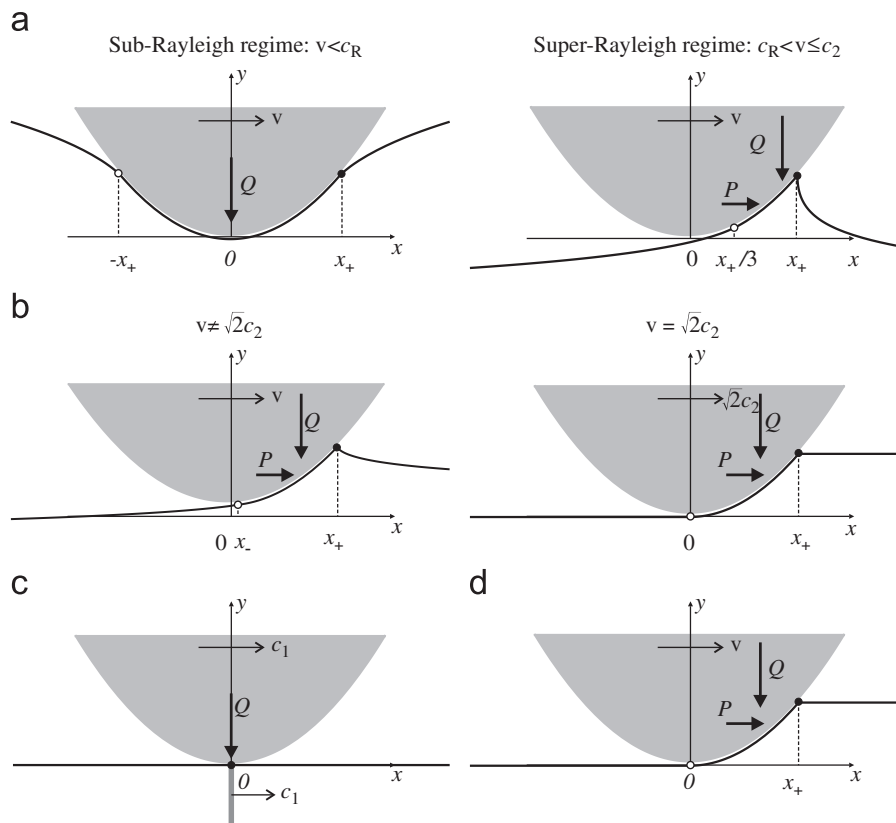 a
Sub-Rayleigh regime: v<c_R
Super-Rayleigh regime: c_R<v≤c_2
y
v
Q
-x_+
0
x_+
x
y
v
Q
P
0
x_+/3
x_+
x
b
v≠ √2c_2
v = √2c_2
y
v
Q
P
0
x_-
x_+
x
y
√2c_2
Q
P
0
x_+
x
c
y
c_1
Q
0
x
c_1
d
y
v
Q
P
0
x_+
x